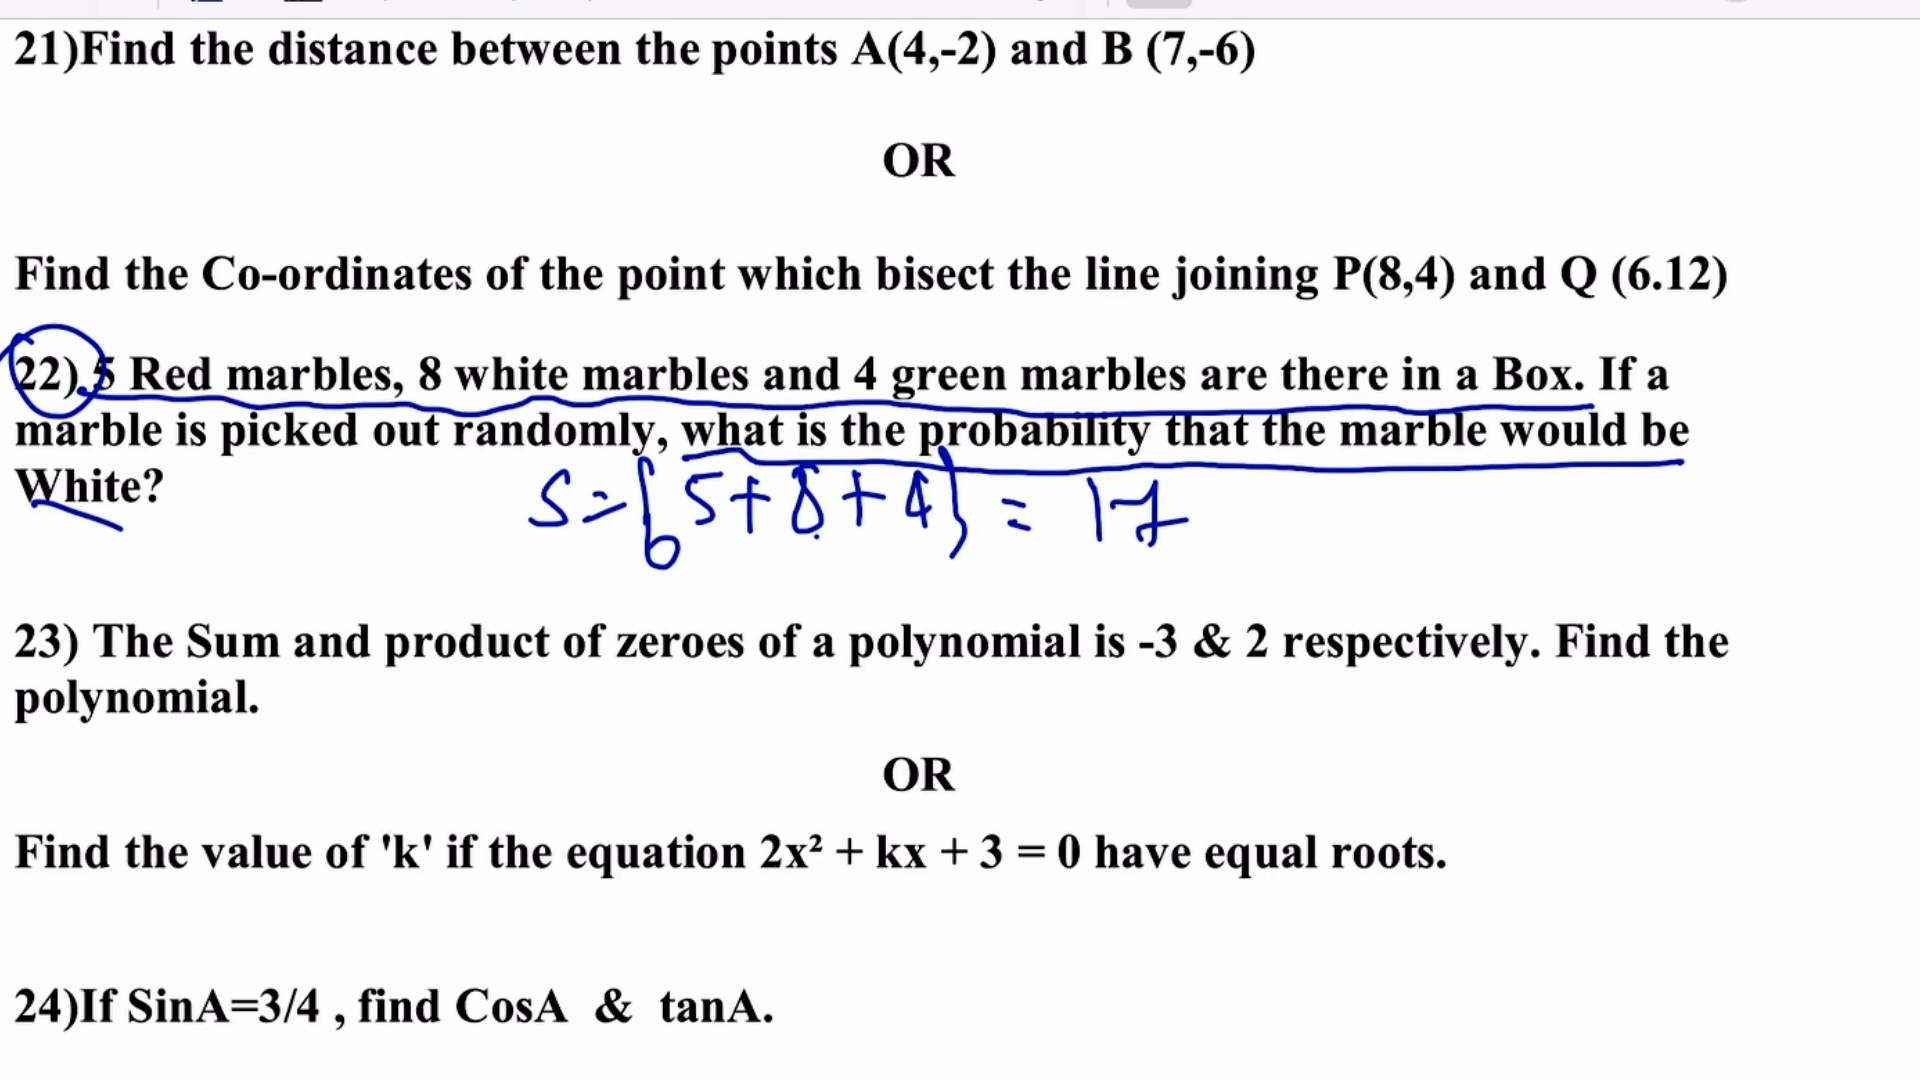 21)Find the distance between the points A(4,-2) and B (7,-6)
OR
Find the Co-ordinates of the point which bisect the line joining P(8,4) and Q (6.12)
22) 5 Red marbles, 8 white marbles and 4 green marbles are there in a Box. If a
marble is picked out randomly, what is the probability that the marble would be
White?
S = { 5 + 8 + 4 } = 17
23) The Sum and product of zeroes of a polynomial is -3 & 2 respectively. Find the
polynomial.
OR
Find the value of 'k' if the equation 2x² + kx + 3 = 0 have equal roots.
24)If SinA=3/4 , find CosA & tanA.